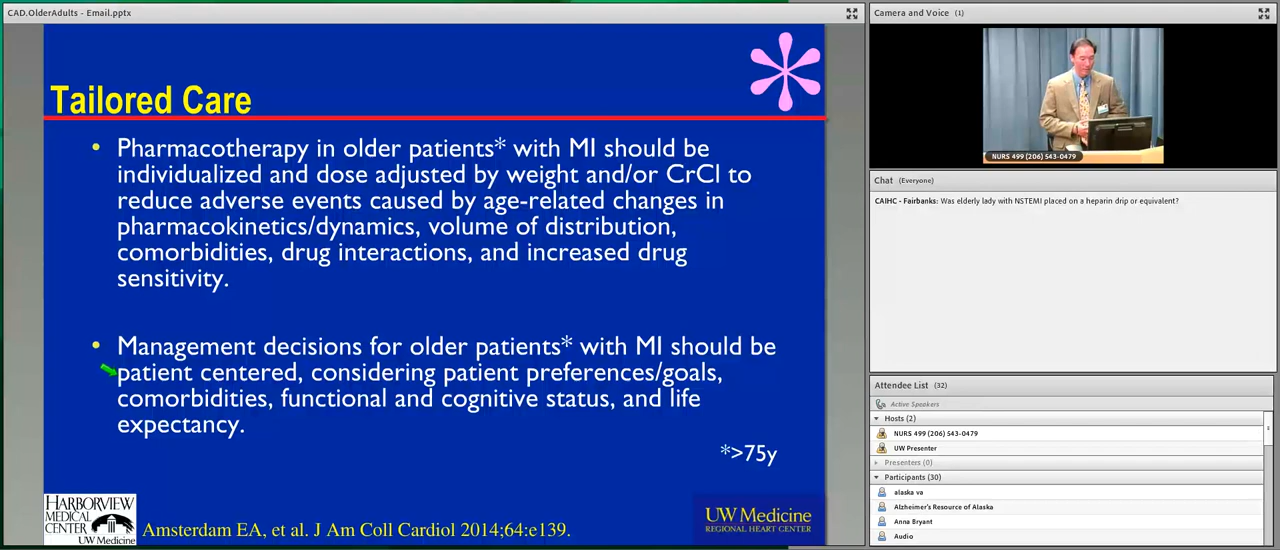 CAD.OlderAdults - Email.pptx
Tailored Care
• Pharmacotherapy in older patients* with MI should be
individualized and dose adjusted by weight and/or CrCl to
reduce adverse events caused by age-related changes in
pharmacokinetics/dynamics, volume of distribution,
comorbidities, drug interactions, and increased drug
sensitivity.
• Management decisions for older patients* with MI should be
patient centered, considering patient preferences/goals,
comorbidities, functional and cognitive status, and life
expectancy.
*>75y
HARBORVIEW
MEDICAL
CENTER
UW Medicine
Amsterdam EA, et al. J Am Coll Cardiol 2014;64:e139.
UW Medicine
REGIONAL HEART CENTER
Camera and Voice (1)
NURS 499 (206) 543-0479
Chat (Everyone)
CAIHC - Fairbanks: Was elderly lady with NSTEMI placed on a heparin drip or equivalent?
Attendee List (32)
Active Speakers
Hosts (2)
NURS 499 (206) 543-0479
UW Presenter
Presenters (0)
Participants (30)
alaska va
Alzheimer's Resource of Alaska
Anna Bryant
Audio